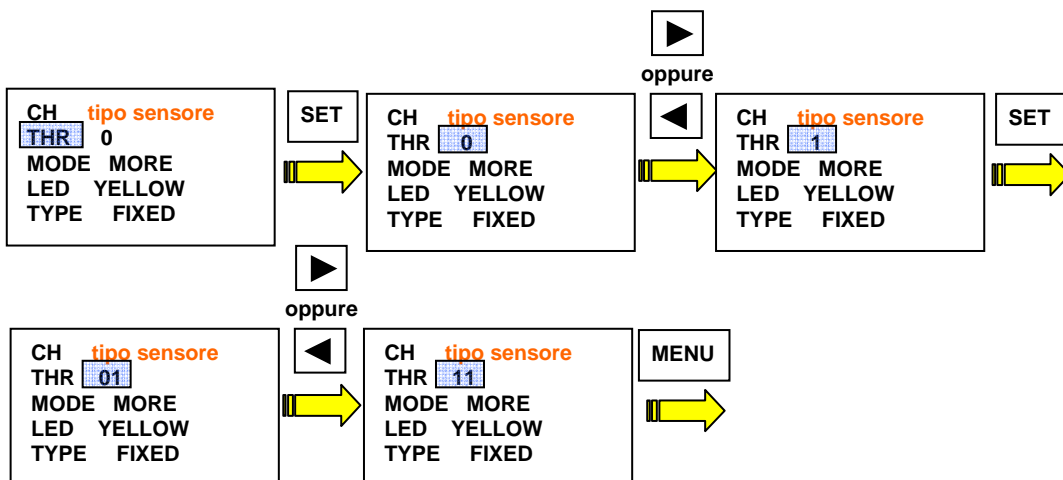 oppure
CH tipo sensore
THR 0
MODE MORE
LED YELLOW
TYPE FIXED
SET
CH tipo sensore
THR 0
MODE MORE
LED YELLOW
TYPE FIXED
CH tipo sensore
THR 1
MODE MORE
LED YELLOW
TYPE FIXED
SET
oppure
CH tipo sensore
THR 01
MODE MORE
LED YELLOW
TYPE FIXED
CH tipo sensore
THR 11
MODE MORE
LED YELLOW
TYPE FIXED
MENU